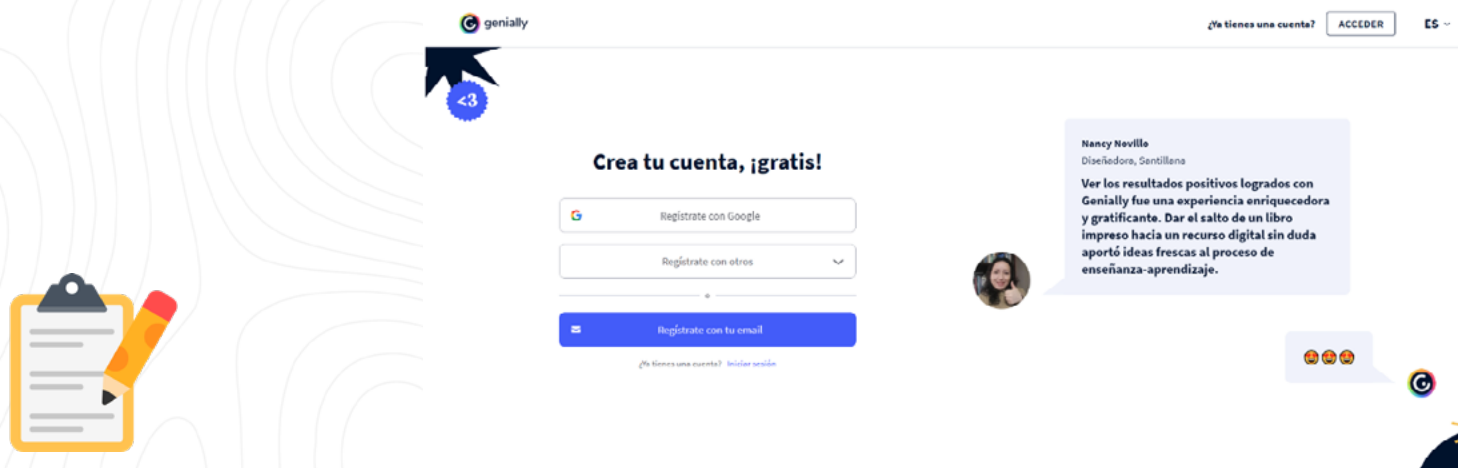 genially
¿Ya tienes una cuenta?
ACCEDER
ES
<3
Crea tu cuenta, ¡gratis!
Regístrate con Google
Regístrate con otros
o
Regístrate con tu email
¿Ya tienes una cuenta? Iniciar sesión
Nancy Novillo
Diseñadora, Santillana
Ver los resultados positivos logrados con
Genially fue una experiencia enriquecedora
y gratificante. Dar el salto de un libro
impreso hacia un recurso digital sin duda
aportó ideas frescas al proceso de
enseñanza-aprendizaje.